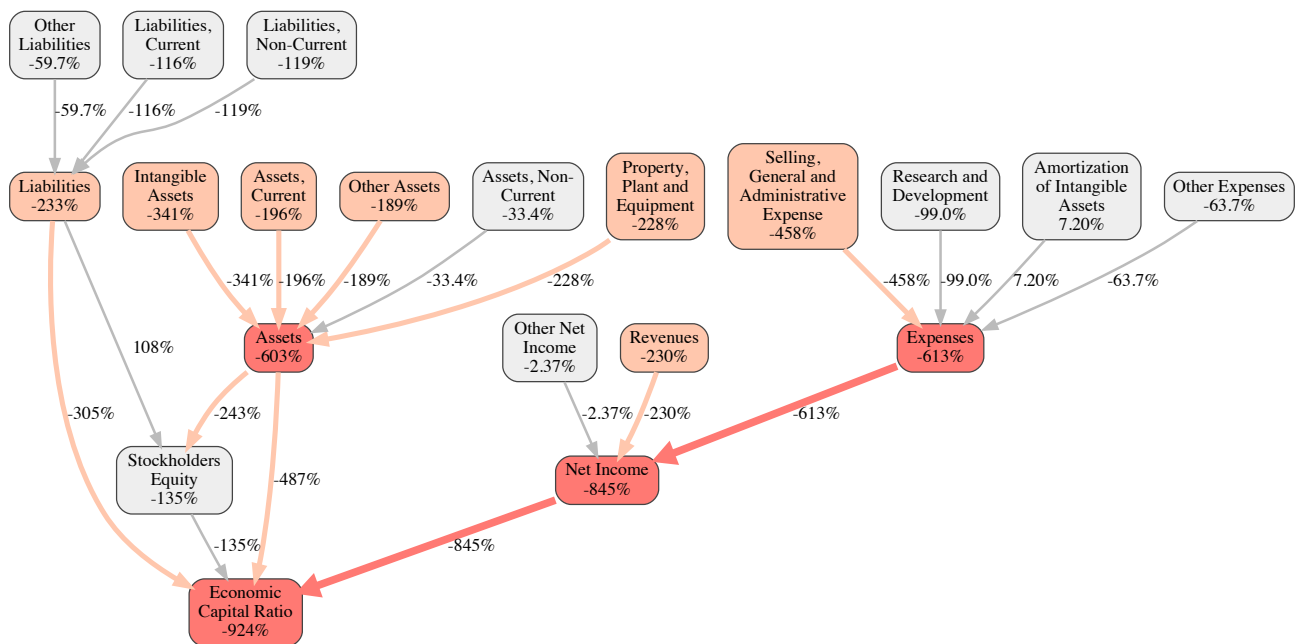 Other
Liabilities
-59.7%
Liabilities,
Current
-116%
Liabilities,
Non-Current
-119%
-59.7%
-116%
-119%
Liabilities
-233%
Intangible
Assets
-341%
Assets,
Current
-196%
Other Assets
-189%
Assets, Non-
Current
-33.4%
Property,
Plant and
Equipment
-228%
Selling,
General and
Administrative
Expense
-458%
Research and
Development
-99.0%
Amortization
of Intangible
Assets
7.20%
Other Expenses
-63.7%
-341%
-196%
-189%
-33.4%
-228%
-458%
-99.0%
7.20%
-63.7%
108%
Assets
-603%
Other Net
Income
-2.37%
Revenues
-230%
Expenses
-613%
-305%
-243%
-487%
-2.37%
-230%
-613%
Stockholders
Equity
-135%
Net Income
-845%
-135%
-845%
Economic
Capital Ratio
-924%